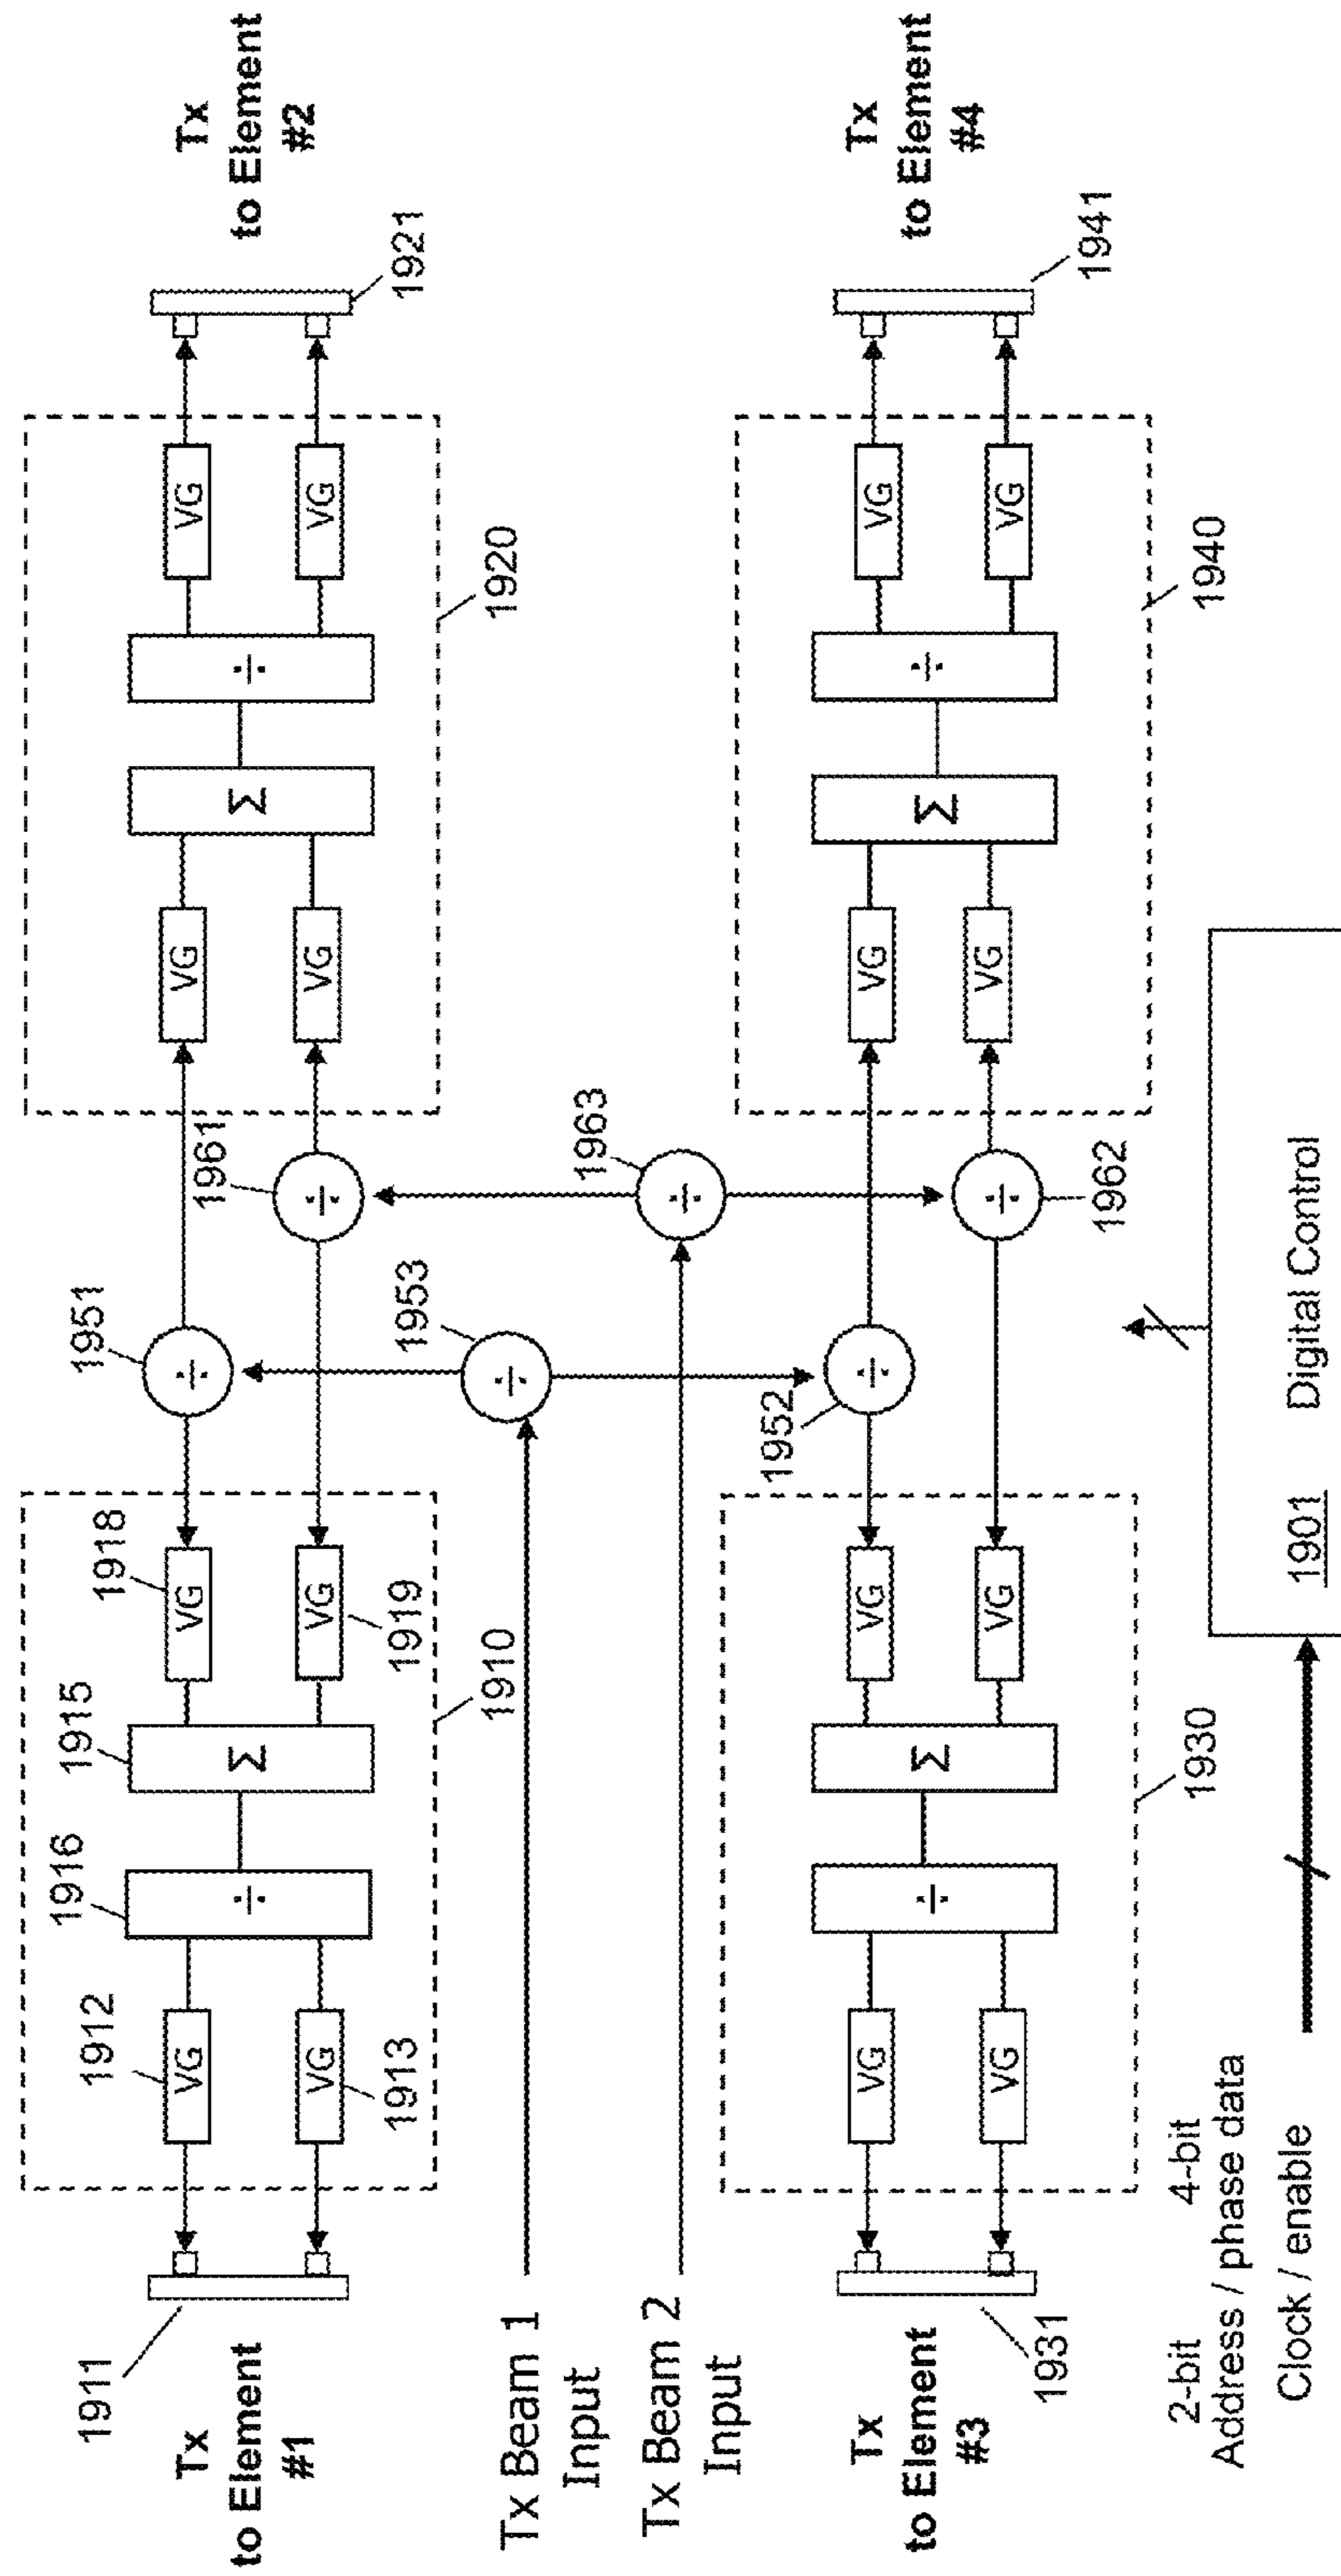 Tx
to Element
#1
1911
1912
VG
VG
1913
1916
÷
1915
Σ
1918
VG
VG
1919
1910
1951
÷
1961
÷
VG
VG
Σ
÷
VG
VG
1920
1921
Tx
to Element
#2
Tx Beam 1
Input
1953
÷
Tx Beam 2
Input
1963
÷
Tx
to Element
#3
1931
VG
VG
÷
Σ
VG
VG
1930
1952
÷
1962
÷
VG
VG
Σ
÷
VG
VG
1940
1941
Tx
to Element
#4
2-bit 4-bit
Address / phase data
Clock / enable
1901 Digital Control